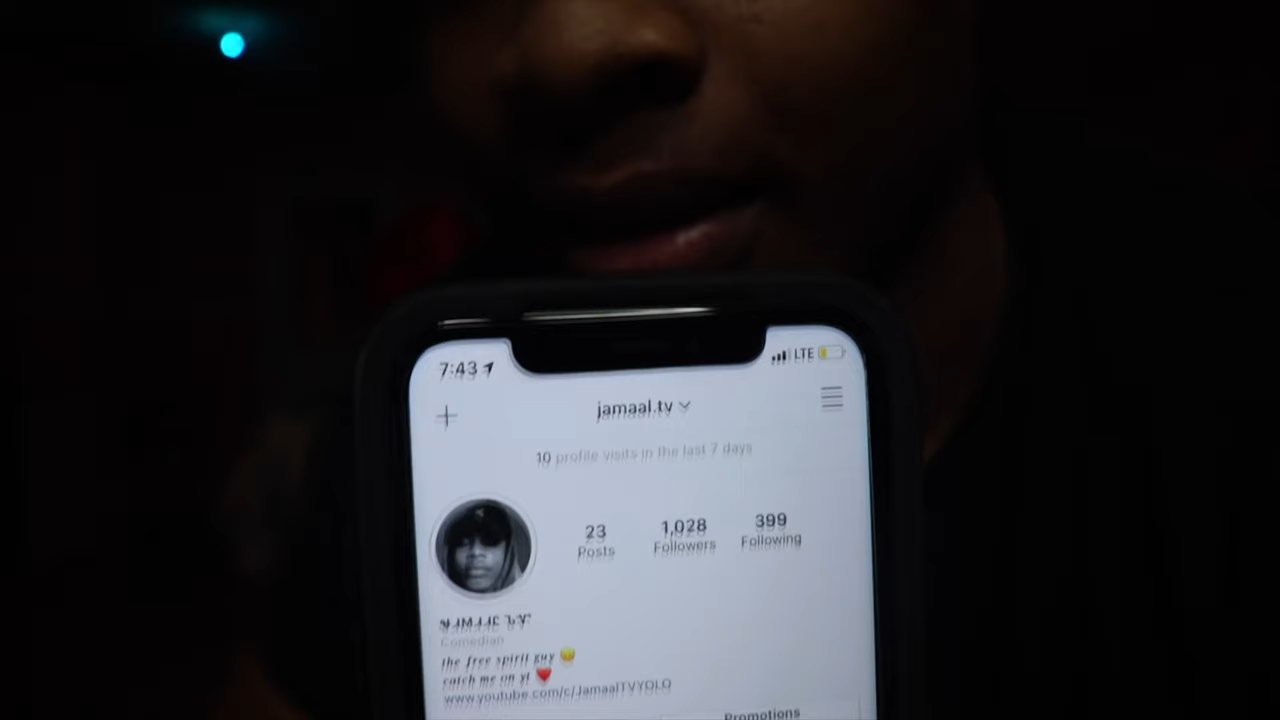 7:43 LTE
jamaal.tv
10 profile visits in the last 7 days
23 1,028 399
Posts Followers Following
Comedian
the free spirit guy 😊
catch me on yt ❤️
www.youtube.com/c/JamaalTVYOLO
Promotions